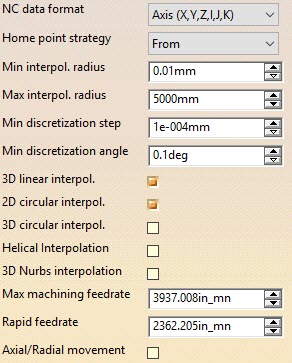 NC data format Axis (X,Y,Z,I,J,K)
Home point strategy From
Min interpol. radius 0.01mm
Max interpol. radius 5000mm
Min discretization step 1e-004mm
Min discretization angle 0.1deg
3D linear interpol.
2D circular interpol.
3D circular interpol.
Helical Interpolation
3D Nurbs interpolation
Max machining feedrate 3937.008in_mn
Rapid feedrate 2362.205in_mn
Axial/Radial movement